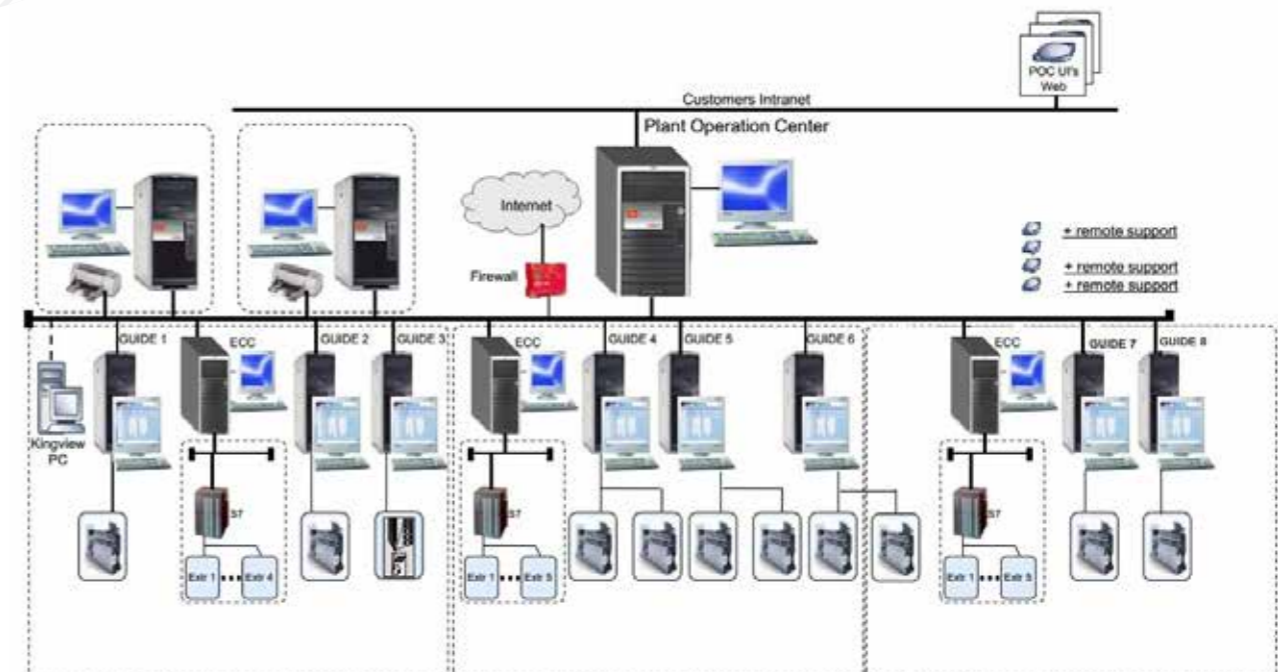 POC UI's
Web
Customers Intranet
Plant Operation Center
Internet
Firewall
+ remote support
+ remote support
+ remote support
GUIDE 1
ECC
GUIDE 2
GUIDE 3
ECC
GUIDE 4
GUIDE 5
GUIDE 6
ECC
GUIDE 7
GUIDE 8
Kingview
PC
S7
S7
S7
Extr 1
Extr 4
Extr 1
Extr 5
Extr 1
Extr 5